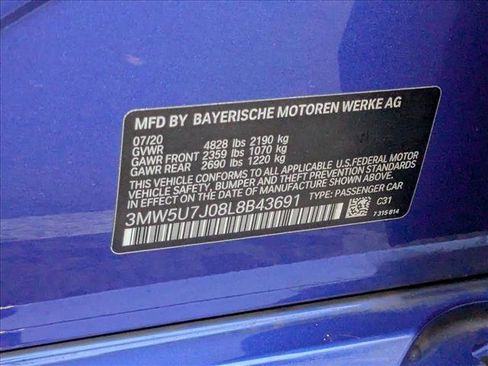 MFD BY BAYERISCHE MOTOREN WERKE AG
07/20
GVWR 4828 lbs 2190 kg
GAWR FRONT 2359 lbs 1070 kg
GAWR REAR 2690 lbs 1220 kg
THIS VEHICLE CONFORMS TO ALL APPLICABLE U.S.FEDERAL MOTOR
VEHICLE SAFETY, BUMPER, AND THEFT PREVENTION STANDARDS IN
EFFECT ON THE DATE OF MANUFACTURE SHOWN ABOVE.
3MW5U7J08L8B43691
TYPE: PASSENGER CAR
C31
7 315 814